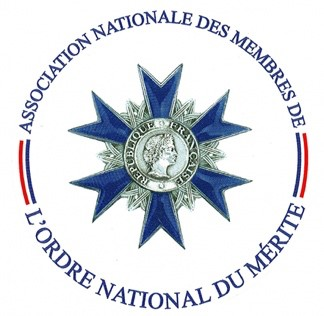 ASSOCIATION NATIONALE DES MEMBRES DE
L'ORDRE NATIONAL DU MÉRITE
RÉPUBLIQUE FRANÇAISE